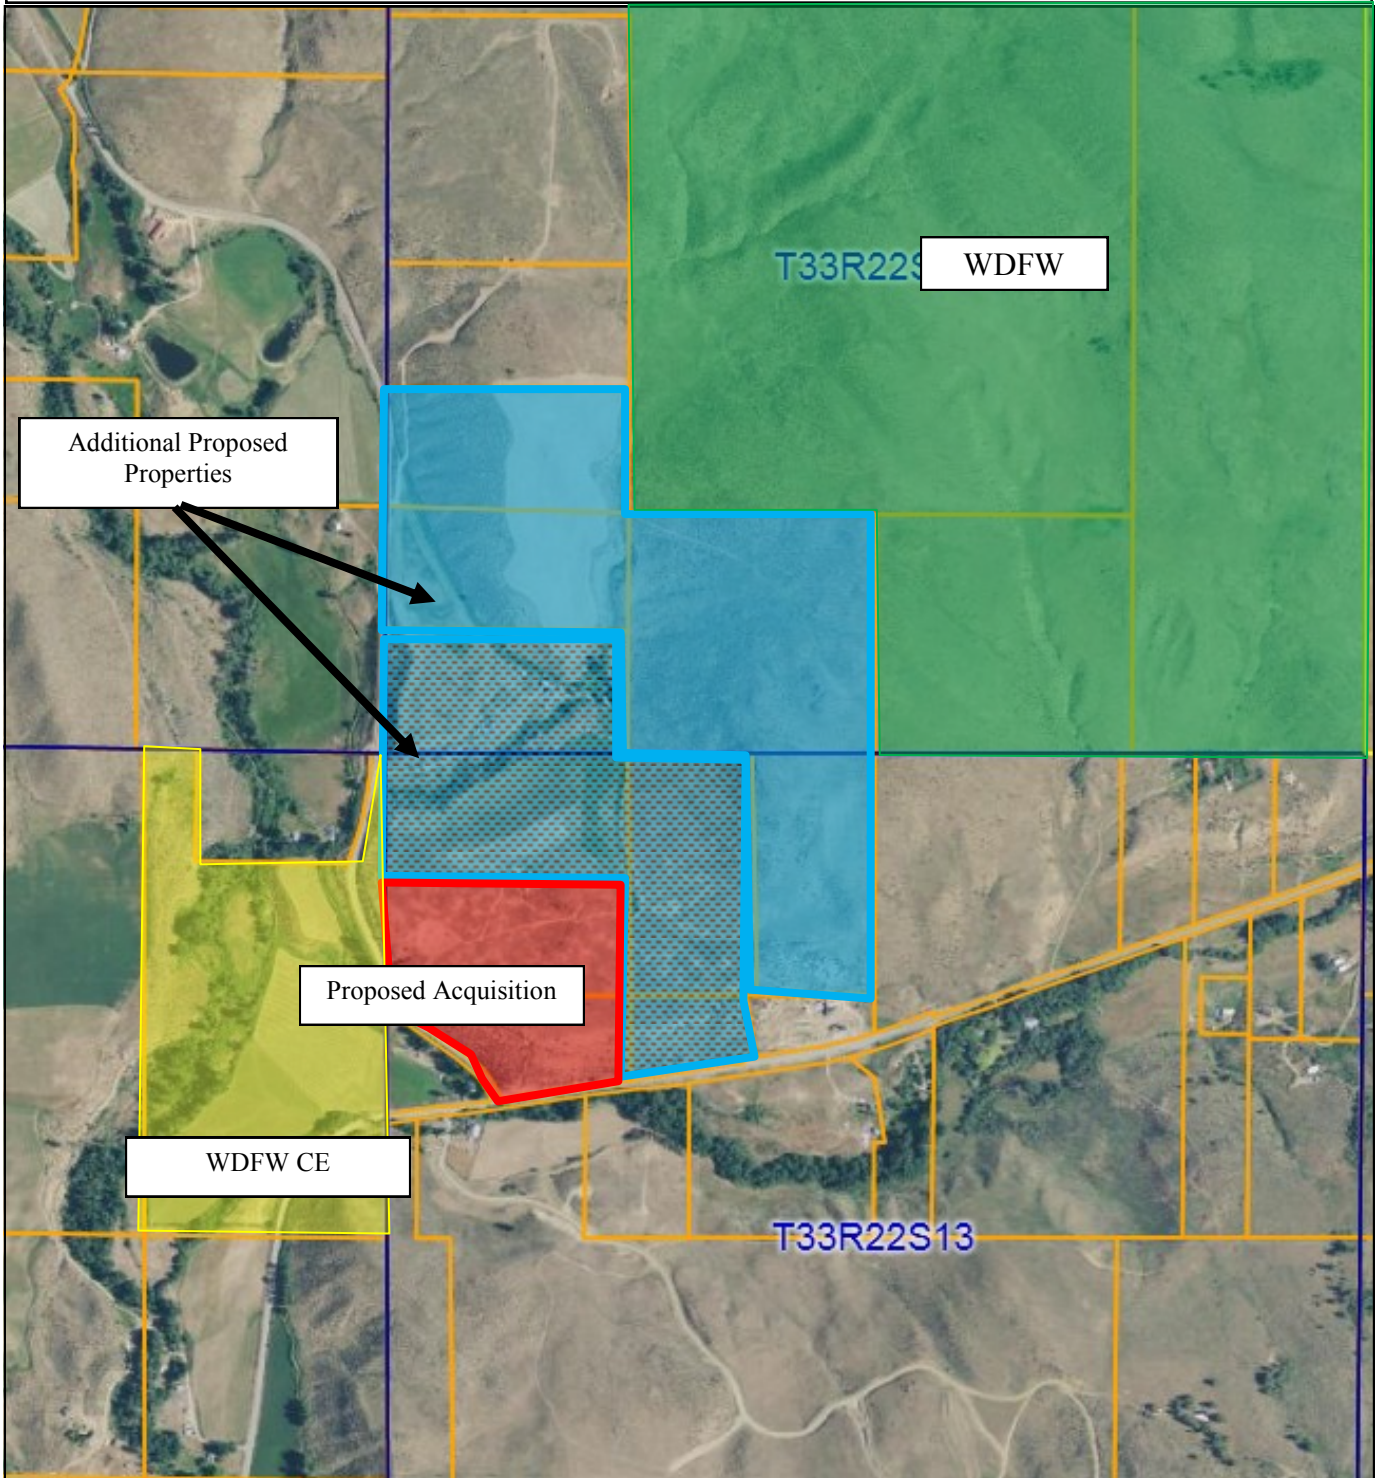 T33R22S WDFW
Additional Proposed
Properties
Proposed Acquisition
WDFW CE
T33R22S13